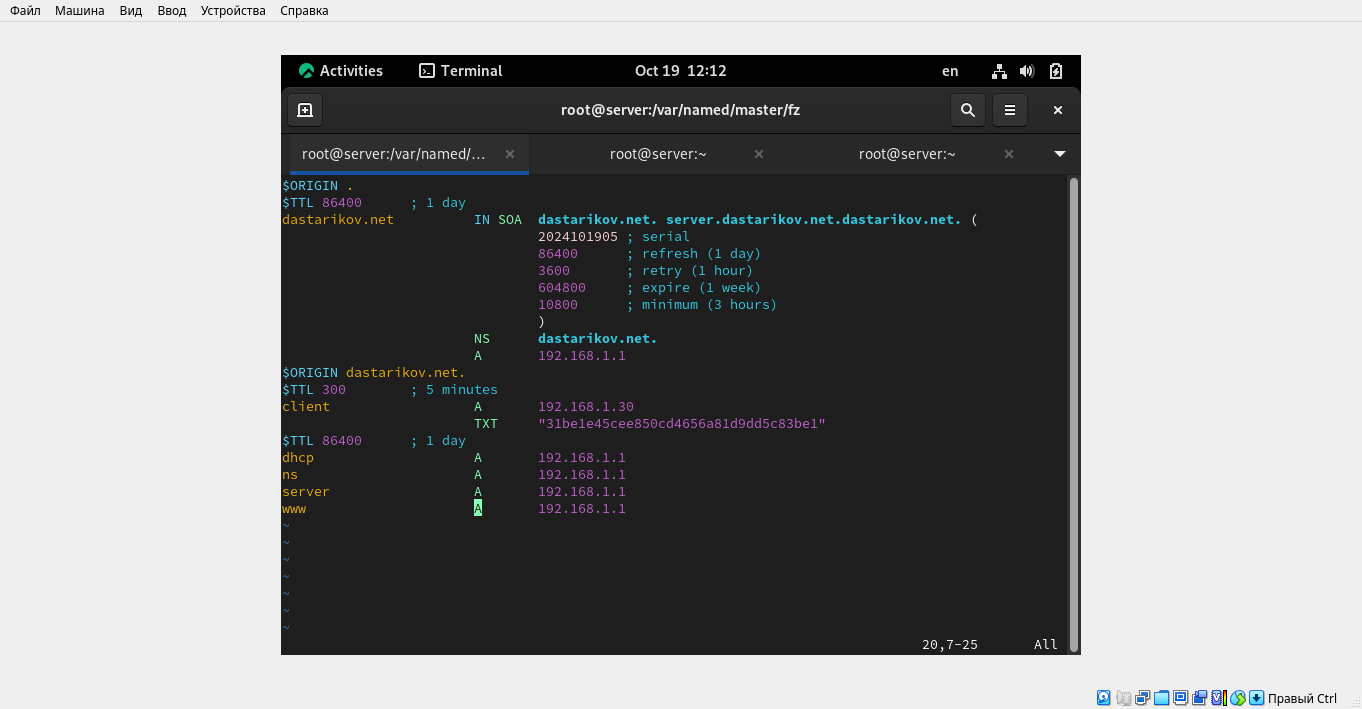 Файл Машина Вид Ввод Устройства Справка
Activities Terminal Oct 19 12:12 en
root@server:/var/named/master/fz
root@server:/var/named/... root@server:~ root@server:~
$ORIGIN .
$TTL 86400 ; 1 day
dastarikov.net IN SOA dastarikov.net. server.dastarikov.net.dastarikov.net. (
2024101905 ; serial
86400 ; refresh (1 day)
3600 ; retry (1 hour)
604800 ; expire (1 week)
10800 ; minimum (3 hours)
)
NS dastarikov.net.
A 192.168.1.1
$ORIGIN dastarikov.net.
$TTL 300 ; 5 minutes
client A 192.168.1.30
TXT "31be1e45cee850cd4656a81d9dd5c83be1"
$TTL 86400 ; 1 day
dhcp A 192.168.1.1
ns A 192.168.1.1
server A 192.168.1.1
www A 192.168.1.1
~
~
~
~
~
~
~
20,7-25 All
Правый Ctrl